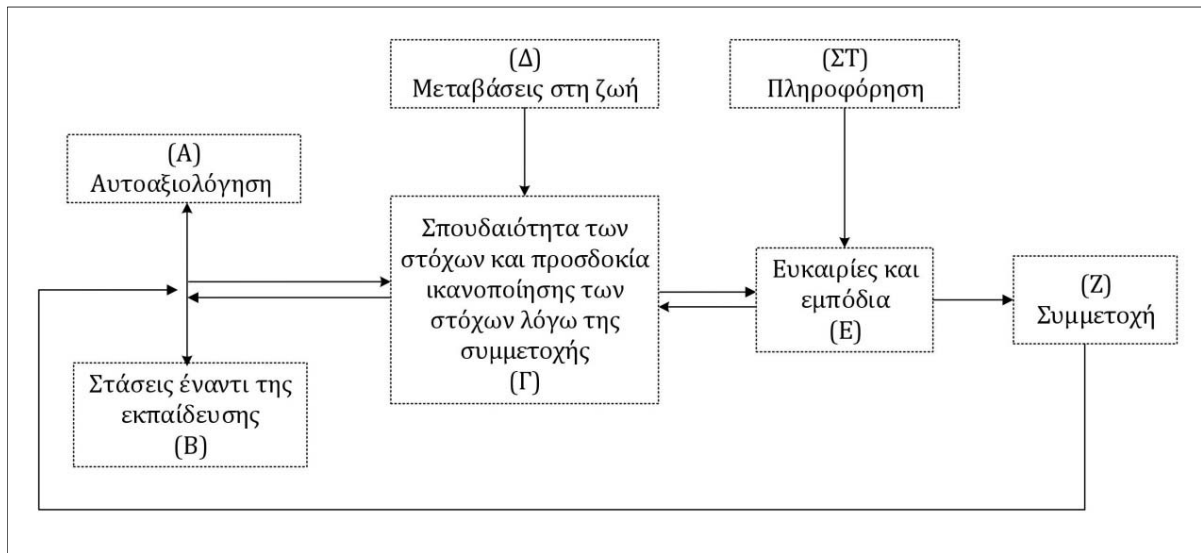 (Δ)
Μεταβάσεις στη ζωή
(ΣΤ)
Πληροφόρηση
(Α)
Αυτοαξιολόγηση
Σπουδαιότητα των
στόχων και προσδοκία
ικανοποίησης των
στόχων λόγω της
συμμετοχής
(Γ)
Ευκαιρίες και
εμπόδια
(Ε)
(Ζ)
Συμμετοχή
Στάσεις έναντι της
εκπαίδευσης
(Β)